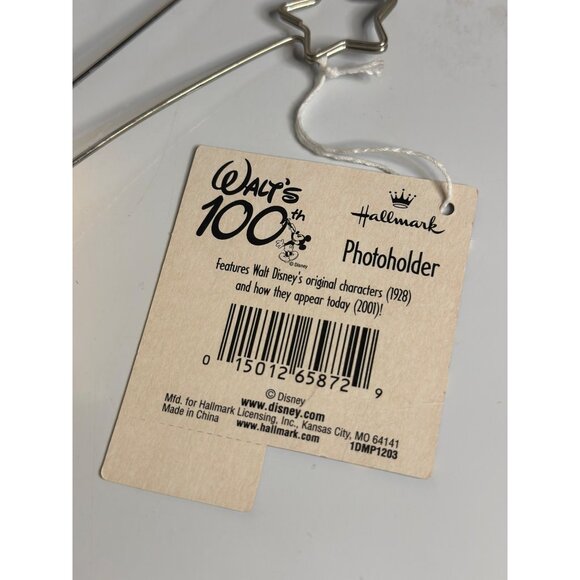 WALT'S
100th
© Disney
Hallmark
Photoholder
Features Walt Disney's original characters (1928)
and how they appear today (2001)!
0 15012 65872 9
© Disney
www.disney.com
Mfd. for Hallmark Licensing, Inc., Kansas City, MO 64141
Made in China
www.hallmark.com
1DMP1203